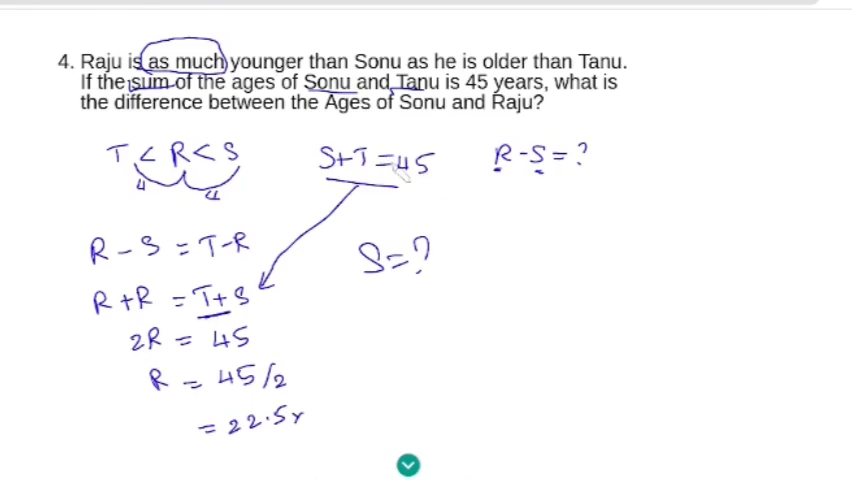 4. Raju is as much younger than Sonu as he is older than Tanu.
If the sum of the ages of Sonu and Tanu is 45 years, what is
the difference between the Ages of Sonu and Raju?
T < R < S
4 4
S+T=45
R-S=?
R-S = T-R
R+R = T+S
2R = 45
R = 45/2
= 22.5Y
S=?